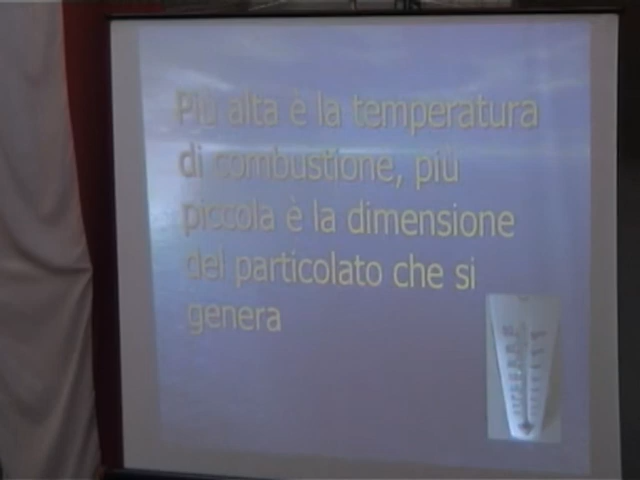 Più alta è la temperatura
di combustione, più
piccola è la dimensione
del particolato che si
genera